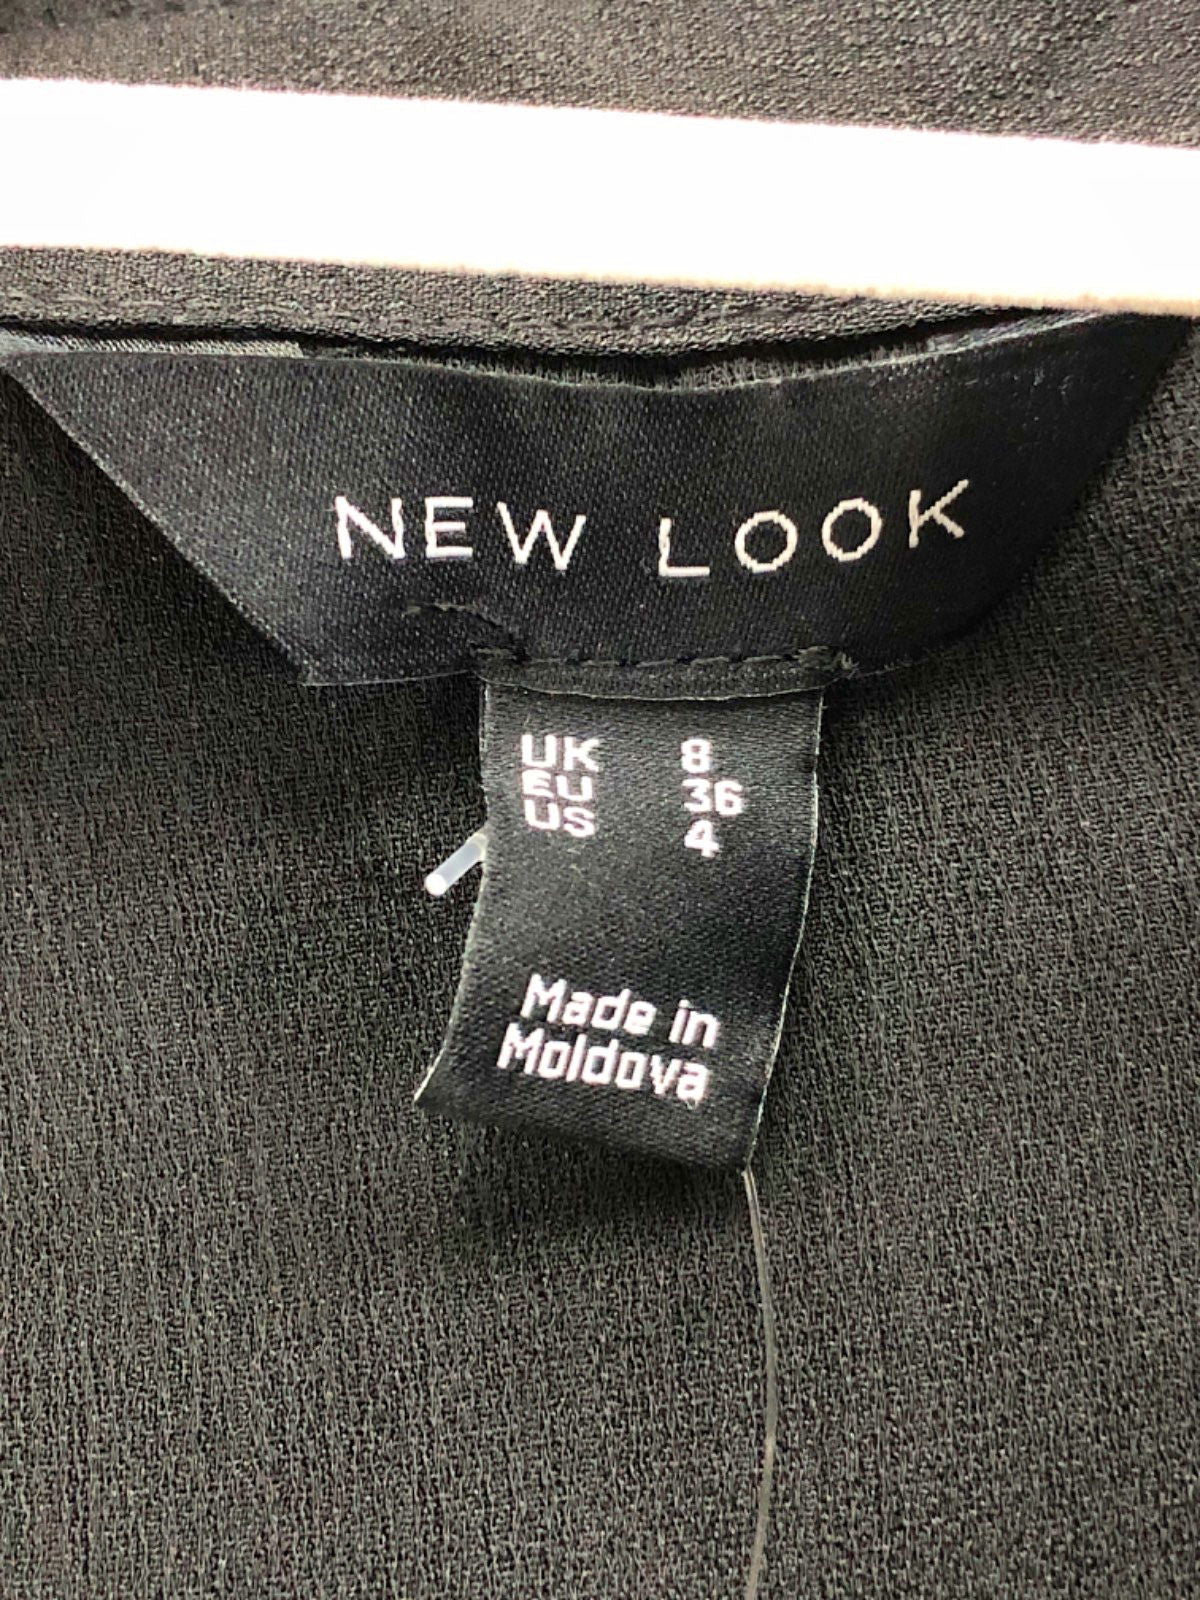 NEW LOOK
UK 8
EU 36
US 4
Made in
Moldova